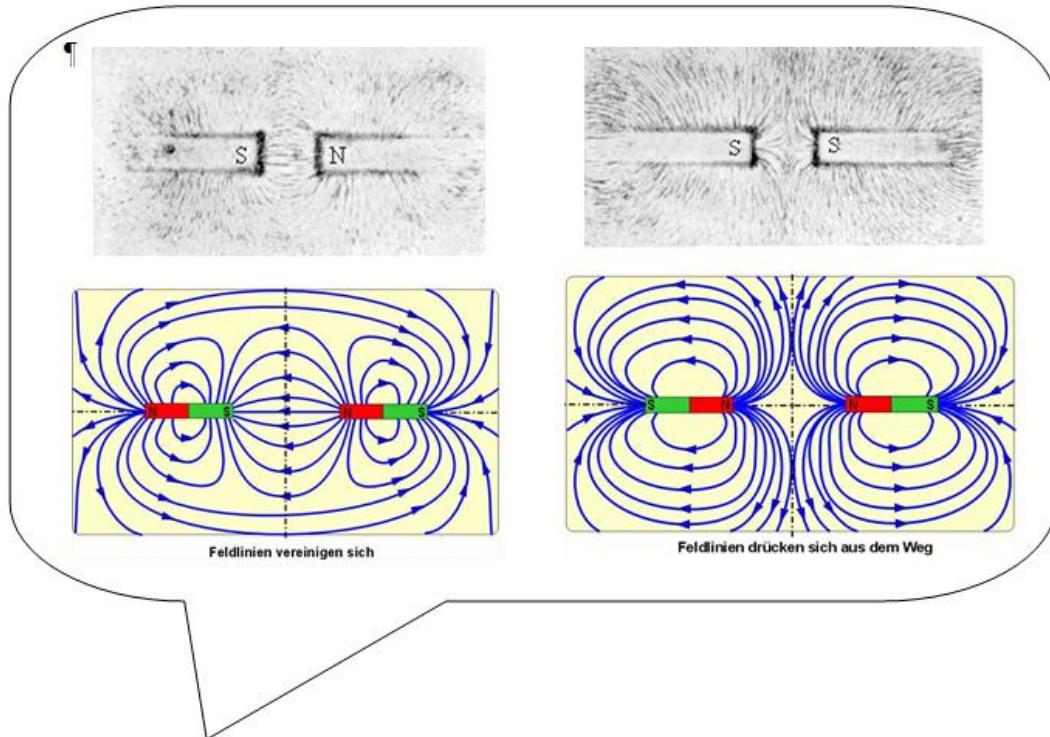 ¶
S N
S S
N S N S
S N N S
Feldlinien vereinigen sich
Feldlinien drücken sich aus dem Weg